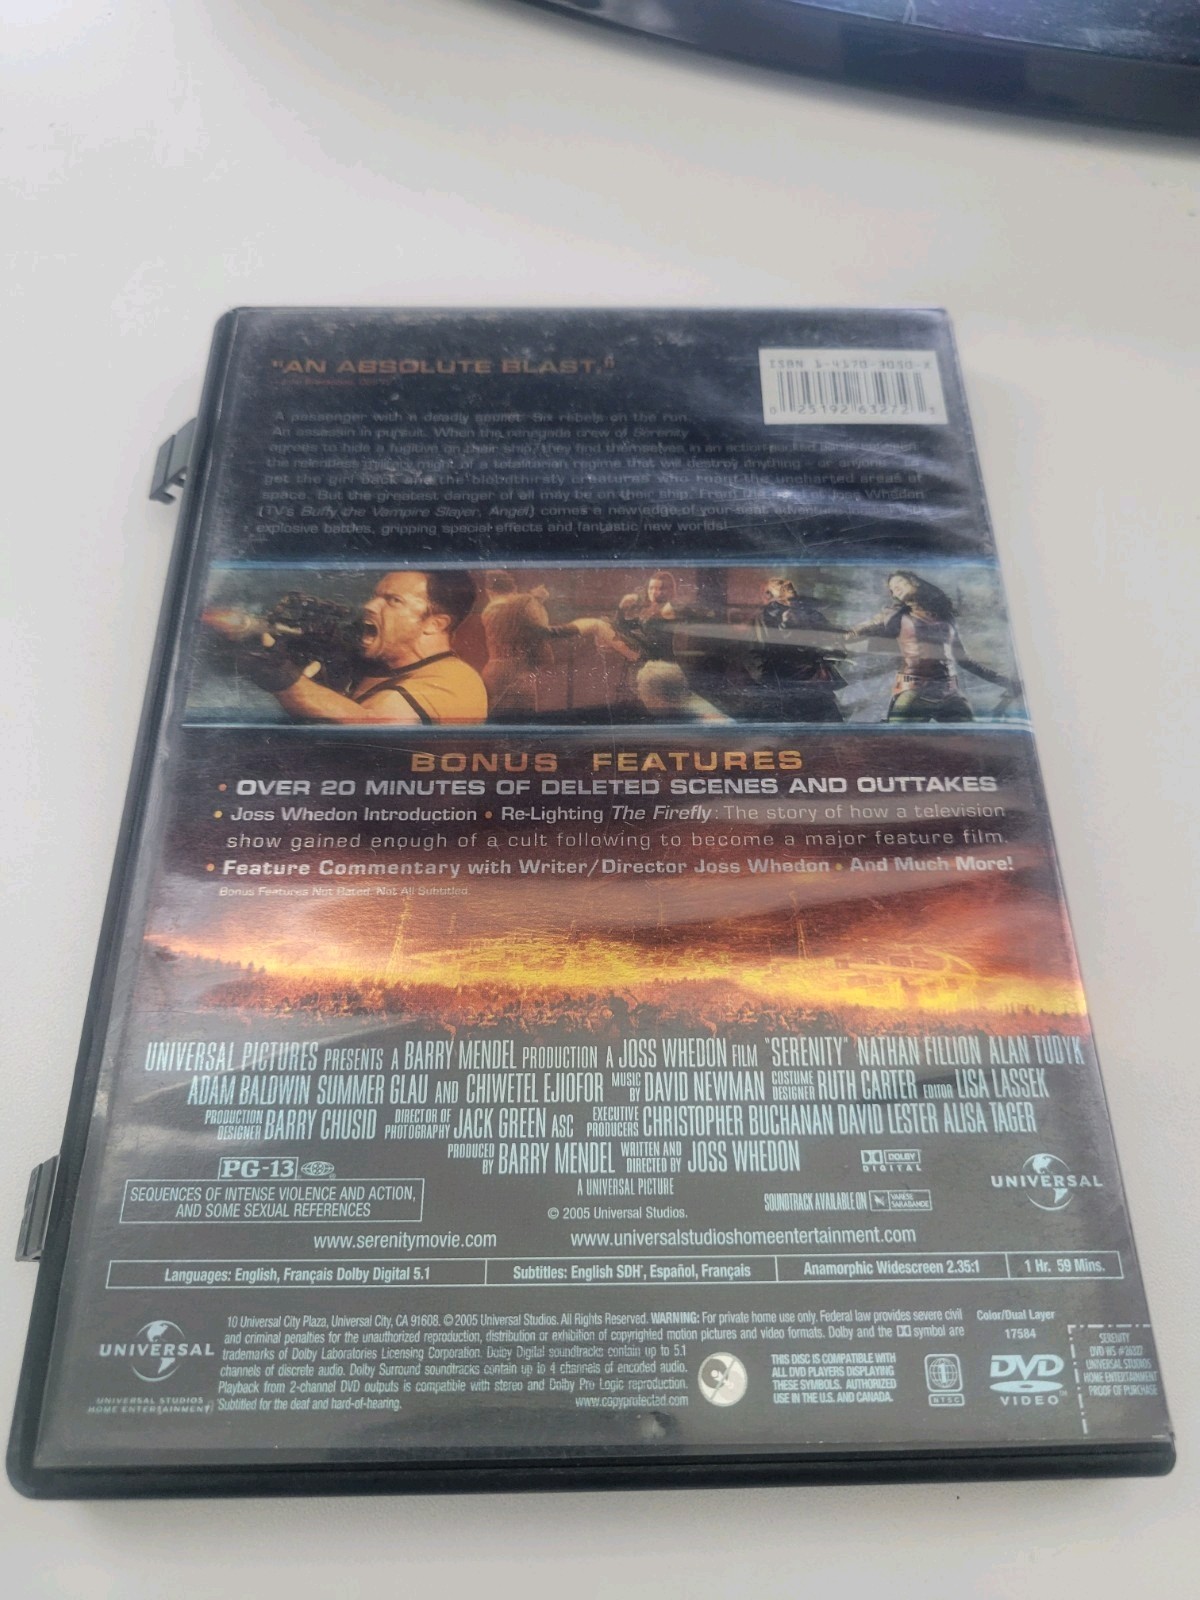 "AN ABSOLUTE BLAST."
ISBN 1-4170-3030-X
0 25192 63272 1
A passenger with a deadly secret. Six rebels on the run.
An assassin in pursuit. When the renegade crew of Serenity
agrees to hide a fugitive on their ship, they find themselves in an action-packed
the relentless military might of a totalitarian regime that will destroy anything – or anyone –
get the girl back and the bloodthirsty creatures who roam the uncharted areas of
space. But the greatest danger of all may be on their ship. From the Joss Whedon
(TV's Buffy the Vampire Slayer, Angel) comes a new edge-of-your-seat adventure
explosive battles, gripping special effects and fantastic new worlds!
BONUS FEATURES
• OVER 20 MINUTES OF DELETED SCENES AND OUTTAKES
• Joss Whedon Introduction • Re-Lighting The Firefly: The story of how a television
show gained enough of a cult following to become a major feature film.
• Feature Commentary with Writer/Director Joss Whedon • And Much More!
Bonus Features Not Rated. Not All Subtitled.
UNIVERSAL PICTURES PRESENTS A BARRY MENDEL PRODUCTION A JOSS WHEDON FILM "SERENITY" NATHAN FILLION ALAN TUDYK
ADAM BALDWIN SUMMER GLAU AND CHIWETEL EJIOFOR MUSIC BY DAVID NEWMAN COSTUME DESIGNER RUTH CARTER EDITOR LISA LASSEK
PRODUCTION DESIGNER BARRY CHUSID DIRECTOR OF PHOTOGRAPHY JACK GREEN ASC EXECUTIVE PRODUCERS CHRISTOPHER BUCHANAN DAVID LESTER ALISA TAGER
PRODUCED BY BARRY MENDEL WRITTEN AND DIRECTED BY JOSS WHEDON
A UNIVERSAL PICTURE
PG-13
SEQUENCES OF INTENSE VIOLENCE AND ACTION,
AND SOME SEXUAL REFERENCES
© 2005 Universal Studios.
DOLBY
DIGITAL
SOUNDTRACK AVAILABLE ON VARESE SARABANDE
UNIVERSAL
www.serenitymovie.com
www.universalstudioshomeentertainment.com
Languages: English, Français Dolby Digital 5.1
Subtitles: English SDH*, Español, Français
Anamorphic Widescreen 2.35:1
1 Hr. 59 Mins.
UNIVERSAL
UNIVERSAL STUDIOS
HOME ENTERTAINMENT
10 Universal City Plaza, Universal City, CA 91608. © 2005 Universal Studios. All Rights Reserved. WARNING: For private home use only. Federal law provides severe civil
and criminal penalties for the unauthorized reproduction, distribution or exhibition of copyrighted motion pictures and video formats. Dolby and the symbol are
trademarks of Dolby Laboratories Licensing Corporation. Dolby Digital soundtracks contain up to 5.1
channels of discrete audio. Dolby Surround soundtracks contain up to 4 channels of encoded audio.
Playback from 2-channel DVD outputs is compatible with stereo and Dolby Pro Logic reproduction.
*Subtitled for the deaf and hard-of-hearing.
www.copyprotected.com
THIS DISC IS COMPATIBLE WITH
ALL DVD PLAYERS DISPLAYING
THESE SYMBOLS. AUTHORIZED
USE IN THE U.S. AND CANADA.
1
NTSC
Color/Dual Layer
17584
DVD
VIDEO™
SERENITY
DVD WS #26327
UNIVERSAL STUDIOS
HOME ENTERTAINMENT
PROOF OF PURCHASE